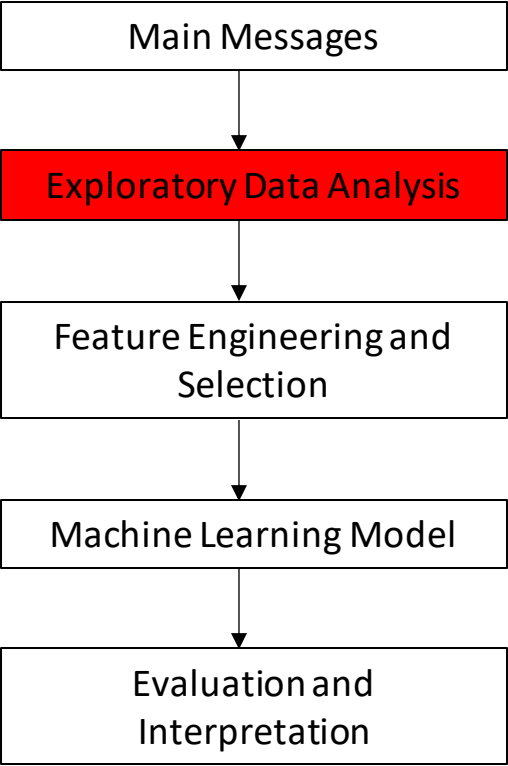 Main Messages
Exploratory Data Analysis
Feature Engineering and
Selection
Machine Learning Model
Evaluation and
Interpretation